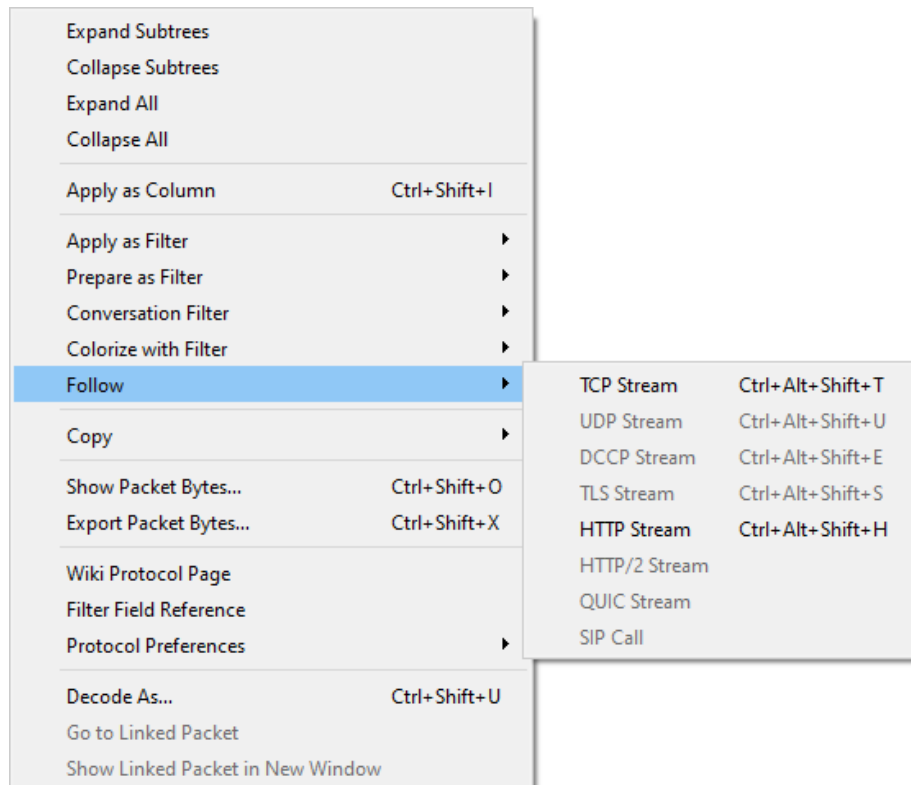 Expand Subtrees
Collapse Subtrees
Expand All
Collapse All
Apply as Column Ctrl+Shift+I
Apply as Filter
Prepare as Filter
Conversation Filter
Colorize with Filter
Follow
Copy
Show Packet Bytes... Ctrl+Shift+O
Export Packet Bytes... Ctrl+Shift+X
Wiki Protocol Page
Filter Field Reference
Protocol Preferences
Decode As... Ctrl+Shift+U
Go to Linked Packet
Show Linked Packet in New Window
TCP Stream Ctrl+Alt+Shift+T
UDP Stream Ctrl+Alt+Shift+U
DCCP Stream Ctrl+Alt+Shift+E
TLS Stream Ctrl+Alt+Shift+S
HTTP Stream Ctrl+Alt+Shift+H
HTTP/2 Stream
QUIC Stream
SIP Call